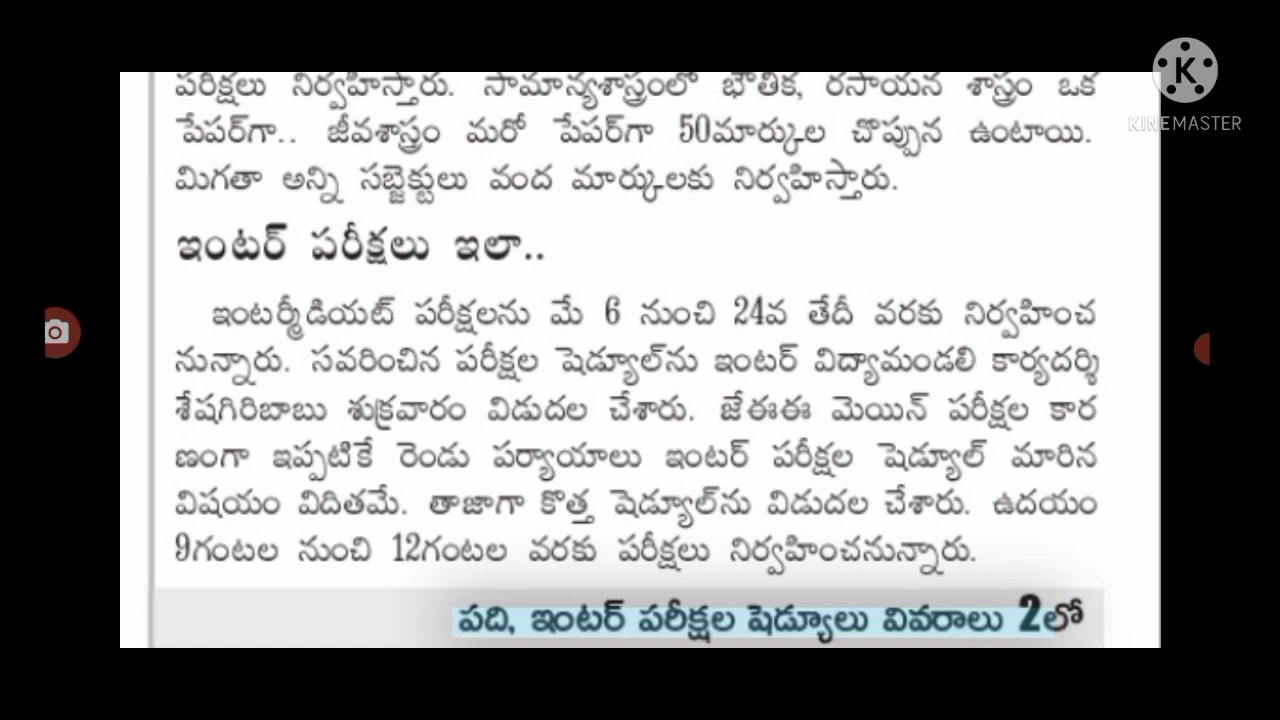 పరీక్షలు నిర్వహిస్తారు. సామాన్యశాస్త్రంలో భౌతిక, రసాయన శాస్త్రం ఒక
పేపర్‌గా.. జీవశాస్త్రం మరో పేపర్‌గా 50మార్కుల చొప్పున ఉంటాయి.
మిగతా అన్ని సబ్జెక్టులు వంద మార్కులకు నిర్వహిస్తారు.
ఇంటర్ పరీక్షలు ఇలా..
ఇంటర్మీడియట్ పరీక్షలను మే 6 నుంచి 24వ తేదీ వరకు నిర్వహించ
నున్నారు. సవరించిన పరీక్షల షెడ్యూల్‌ను ఇంటర్ విద్యామండలి కార్యదర్శి
శేషగిరిబాబు శుక్రవారం విడుదల చేశారు. జేఈఈ మెయిన్ పరీక్షల కార
ణంగా ఇప్పటికే రెండు పర్యాయాలు ఇంటర్ పరీక్షల షెడ్యూల్ మారిన
విషయం విదితమే. తాజాగా కొత్త షెడ్యూల్‌ను విడుదల చేశారు. ఉదయం
9గంటల నుంచి 12గంటల వరకు పరీక్షలు నిర్వహించనున్నారు.
పది, ఇంటర్ పరీక్షల షెడ్యూలు వివరాలు 2లో
K
KINEMASTER